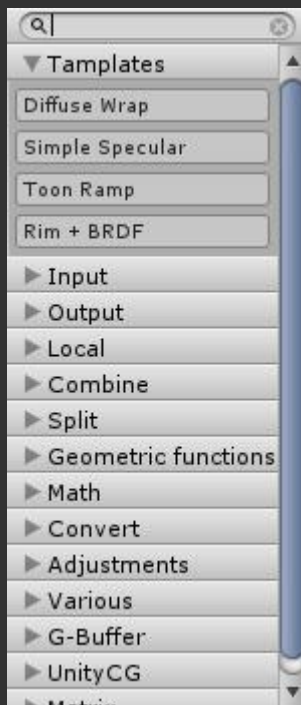 Tamplates
Diffuse Wrap
Simple Specular
Toon Ramp
Rim + BRDF
Input
Output
Local
Combine
Split
Geometric functions
Math
Convert
Adjustments
Various
G-Buffer
UnityCG